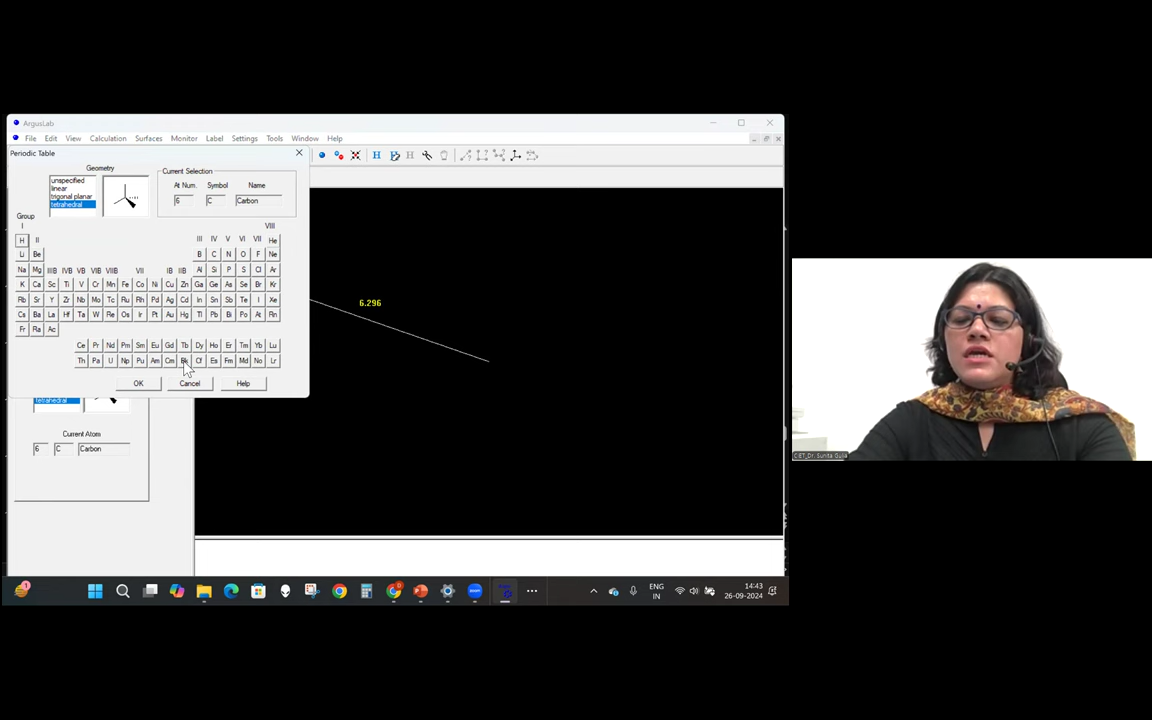 ArgusLab
File Edit View Calculation Surfaces Monitor Label Settings Tools Window Help
Periodic Table
Geometry
unspecified
linear
trigonal planar
tetrahedral
Current Selection
At Num. Symbol Name
6 C Carbon
Group
I VIII
H II III IV V VI VII He
Li Be B C N O F Ne
Na Mg IIIB IVB VB VIB VIIB VII IB IIB Al Si P S Cl Ar
K Ca Sc Ti V Cr Mn Fe Co Ni Cu Zn Ga Ge As Se Br Kr
Rb Sr Y Zr Nb Mo Tc Ru Rh Pd Ag Cd In Sn Sb Te I Xe
Cs Ba La Hf Ta W Re Os Ir Pt Au Hg Tl Pb Bi Po At Rn
Fr Ra Ac
Ce Pr Nd Pm Sm Eu Gd Tb Dy Ho Er Tm Yb Lu
Th Pa U Np Pu Am Cm Bk Cf Es Fm Md No Lr
OK Cancel Help
6.296
tetrahedral
Current Atom
6 C Carbon
H H H
CIET_Dr. Sunita Gulia
ENG
IN
14:43
26-09-2024